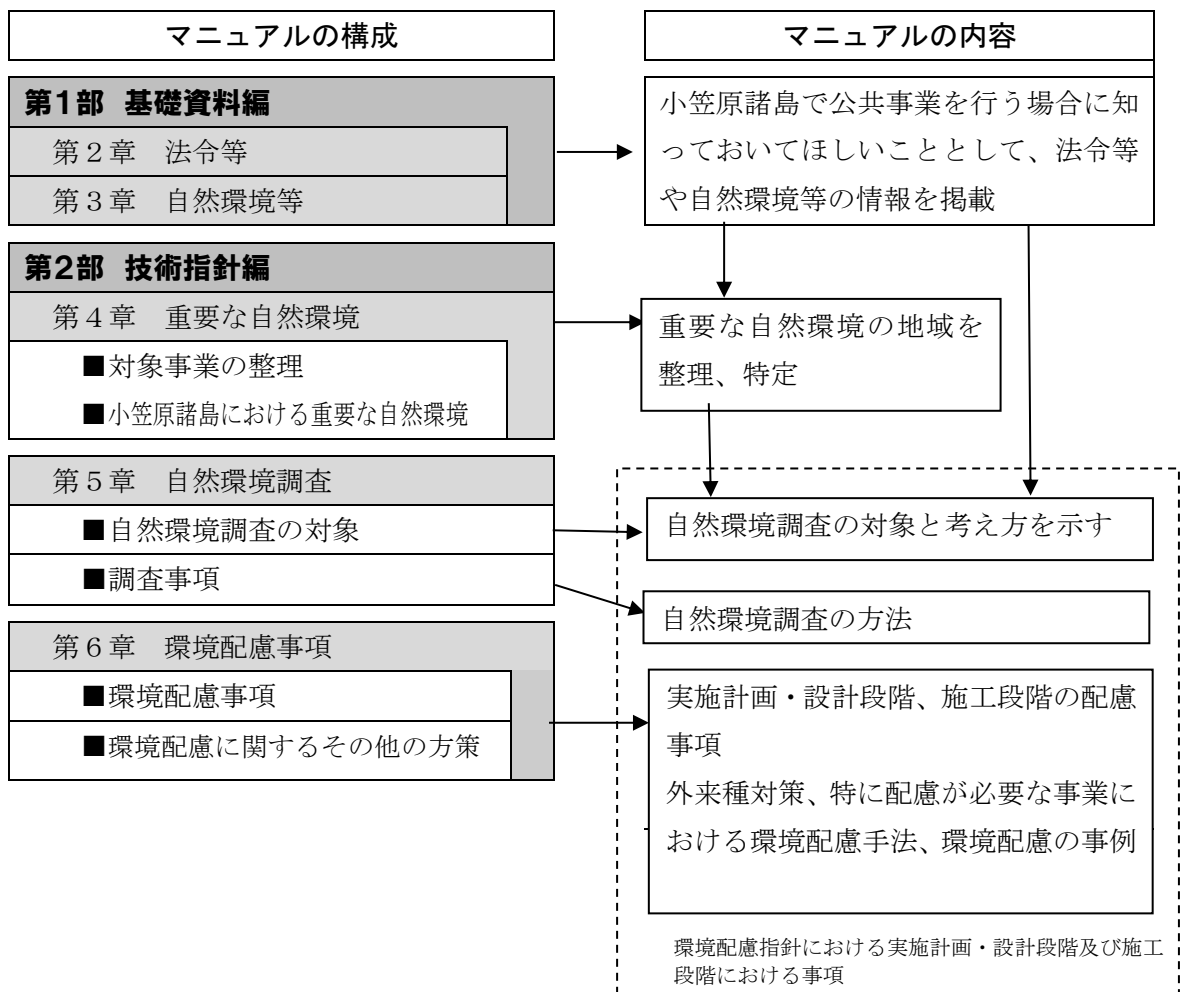 マニュアルの構成
第1部 基礎資料編
第2章 法令等
第3章 自然環境等
第2部 技術指針編
第4章 重要な自然環境
■対象事業の整理
■小笠原諸島における重要な自然環境
第5章 自然環境調査
■自然環境調査の対象
■調査事項
第6章 環境配慮事項
■環境配慮事項
■環境配慮に関するその他の方策
マニュアルの内容
小笠原諸島で公共事業を行う場合に知
っておいてほしいこととして、法令等
や自然環境等の情報を掲載
重要な自然環境の地域を
整理、特定
自然環境調査の対象と考え方を示す
自然環境調査の方法
実施計画・設計段階、施工段階の配慮
事項
外来種対策、特に配慮が必要な事業に
おける環境配慮手法、環境配慮の事例
環境配慮指針における実施計画・設計段階及び施工
段階における事項